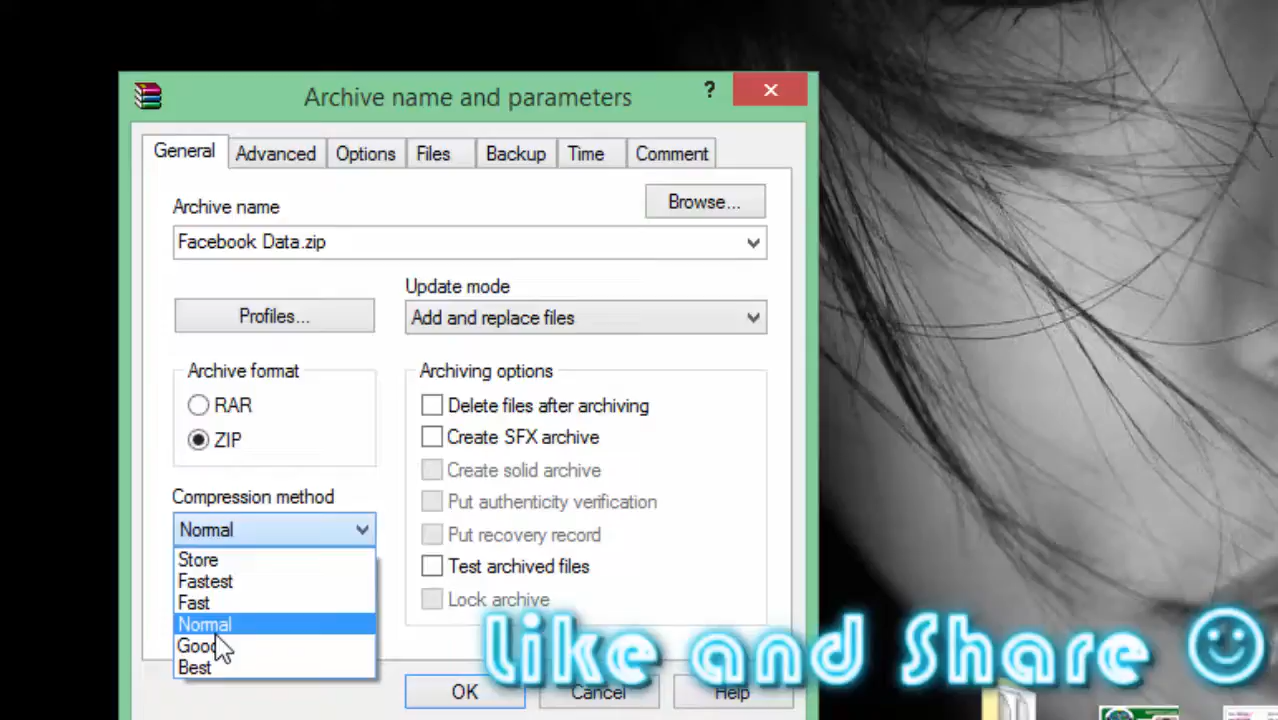 Archive name and parameters ?
General Advanced Options Files Backup Time Comment
Archive name
Browse...
Facebook Data.zip
Update mode
Profiles...
Add and replace files
Archive format
RAR
ZIP
Archiving options
Delete files after archiving
Create SFX archive
Create solid archive
Put authenticity verification
Put recovery record
Test archived files
Lock archive
Compression method
Normal
Store
Fastest
Fast
Normal
Good
Best
OK Cancel Help
Like and Share